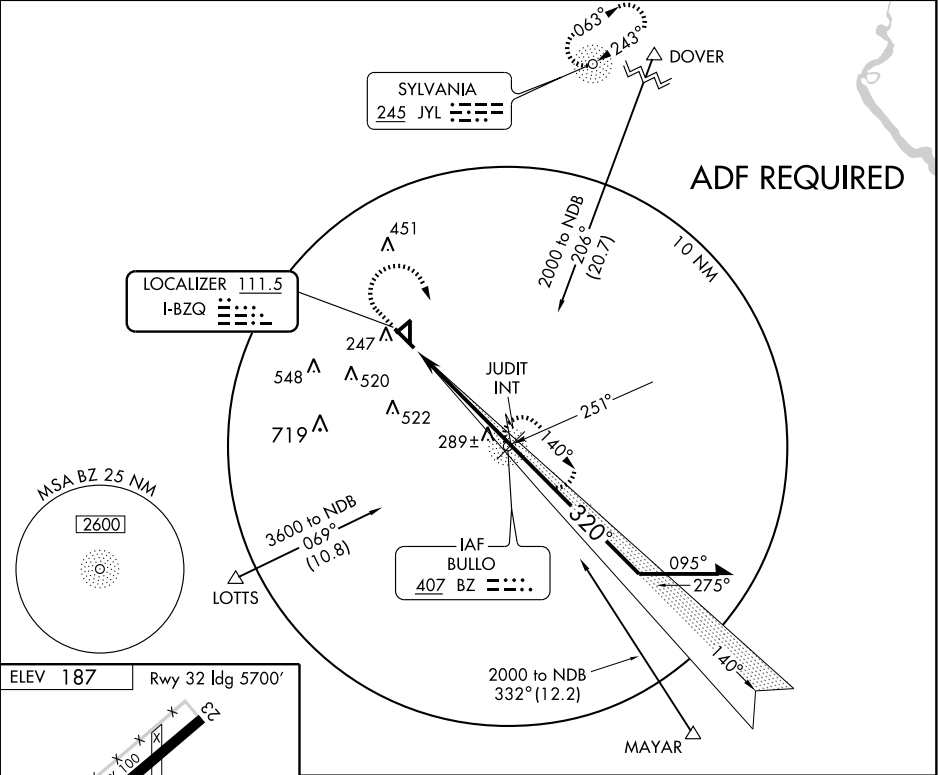 063°
243°
DOVER
SYLVANIA
245 JYL
ADF REQUIRED
2000 to NDB
206°
(20.7)
10 NM
451
LOCALIZER 111.5
I-BZQ
247
548
520
JUDIT
INT
522
251°
719
289±
140°
MSA BZ 25 NM
2600
3600 to NDB
069°
(10.8)
320°
IAF
BULLO
407 BZ
095°
275°
LOTTS
140°
2000 to NDB
332° (12.2)
MAYAR
ELEV 187
Rwy 32 ldg 5700'
X
23
X
X
X
X
100